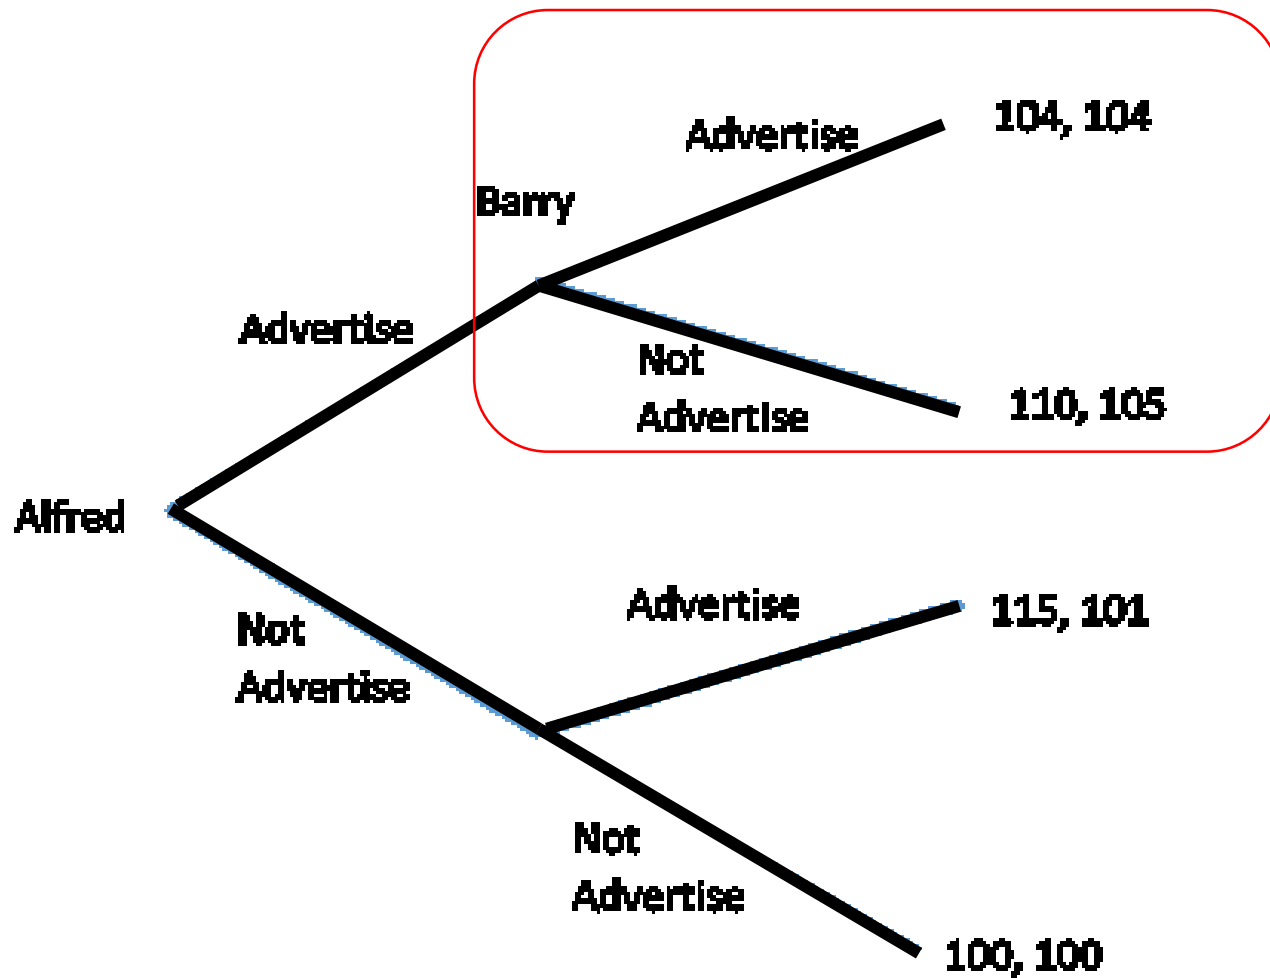 104, 104
Advertise
Barry
Advertise
Not
Advertise
110, 105
Alfred
Advertise
115, 101
Not
Advertise
Not
Advertise
100, 100